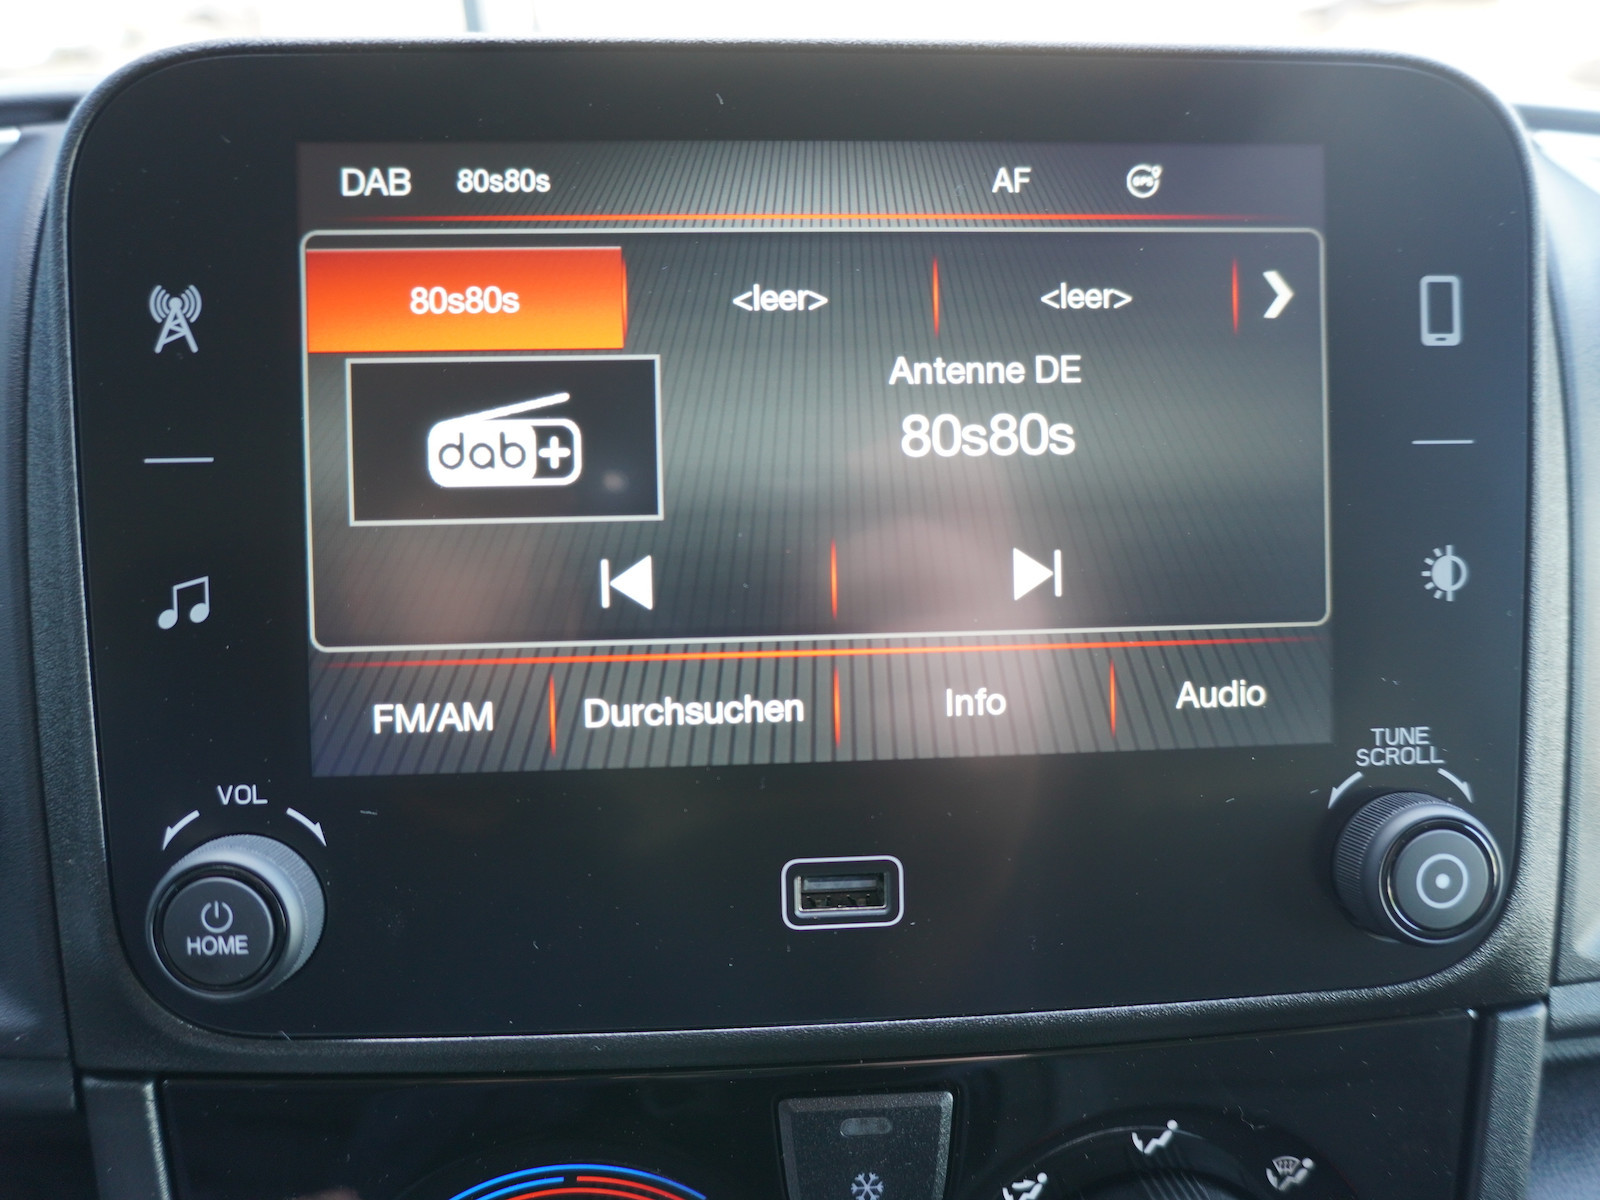 DAB 80s80s AF GPS
80s80s <leer> <leer>
Antenne DE
80s80s
dab+
FM/AM Durchsuchen Info Audio
TUNE
SCROLL
VOL
HOME